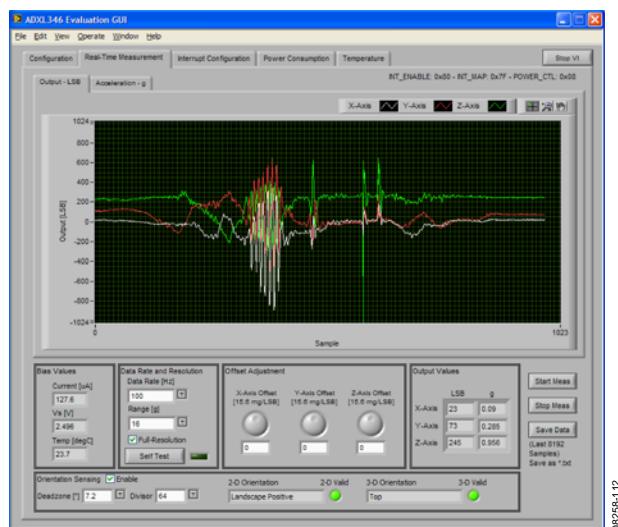 ADXL346 Evaluation GUI
File Edit View Operate Window Help
Configuration Real-Time Measurement Interrupt Configuration Power Consumption Temperature Stop VI
Output - LSB Acceleration - g INT_ENABLE: 0x80 - INT_MAP: 0x7F - POWER_CTL: 0x08
X-Axis Y-Axis Z-Axis
1024
800
600
400
200
0
-200
-400
-600
-800
-1024
Output [LSB]
0 1023
Sample
Bias Values
Current [uA]
127.6
Vs [V]
2.496
Temp [degC]
23.7
Data Rate and Resolution
Data Rate [Hz]
100
Range [g]
16
Full-Resolution
Self Test
Offset Adjustment
X-Axis Offset Y-Axis Offset Z-Axis Offset
[15.6 mg/LSB] [15.6 mg/LSB] [15.6 mg/LSB]
0 0 0
Output Values
LSB g
X-Axis 23 0.09
Y-Axis 73 0.285
Z-Axis 245 0.956
Start Meas
Stop Meas
Save Data
(Last 8192
Samples)
Save as *.txt
Orientation Sensing Enable
Deadzone [°] 7.2 Divisor 64
2-D Orientation 2-D Valid
Landscape Positive
3-D Orientation 3-D Valid
Top
08258-112